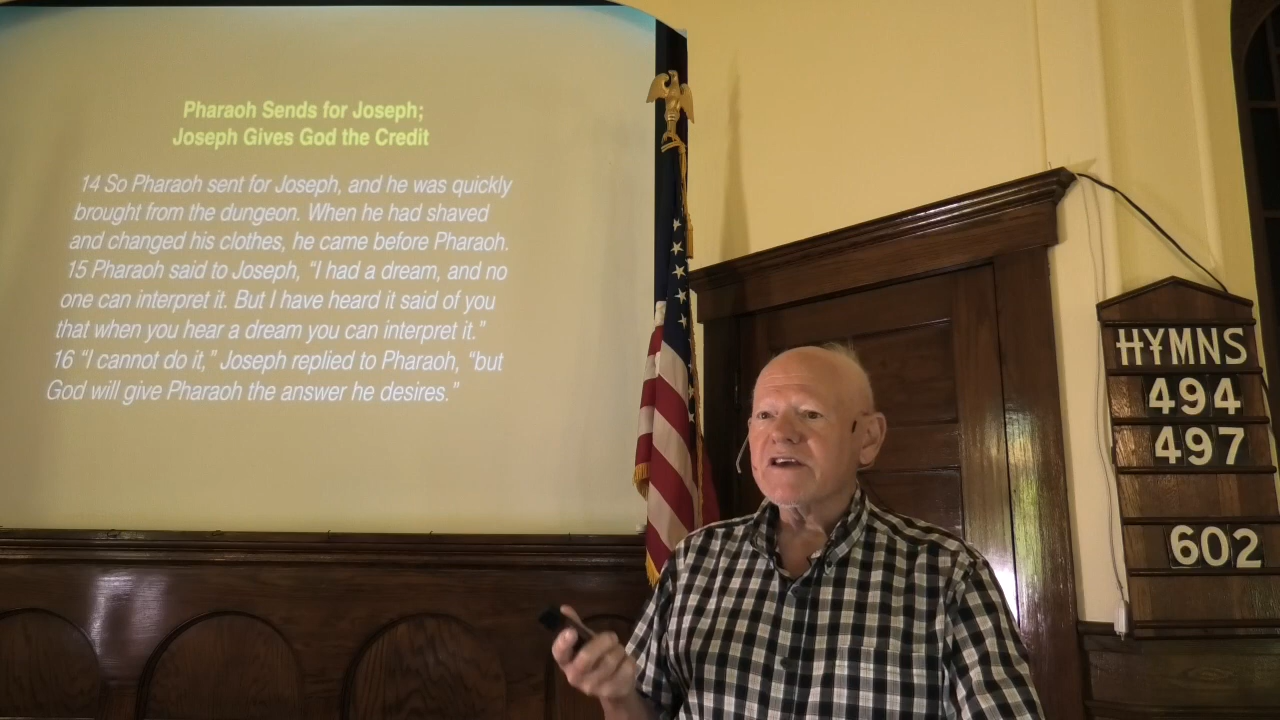 Pharaoh Sends for Joseph;
Joseph Gives God the Credit
14 So Pharaoh sent for Joseph, and he was quickly
brought from the dungeon. When he had shaved
and changed his clothes, he came before Pharaoh.
15 Pharaoh said to Joseph, “I had a dream, and no
one can interpret it. But I have heard it said of you
that when you hear a dream you can interpret it.”
16 “I cannot do it,” Joseph replied to Pharaoh, “but
God will give Pharaoh the answer he desires.”
HYMNS
494
497
602